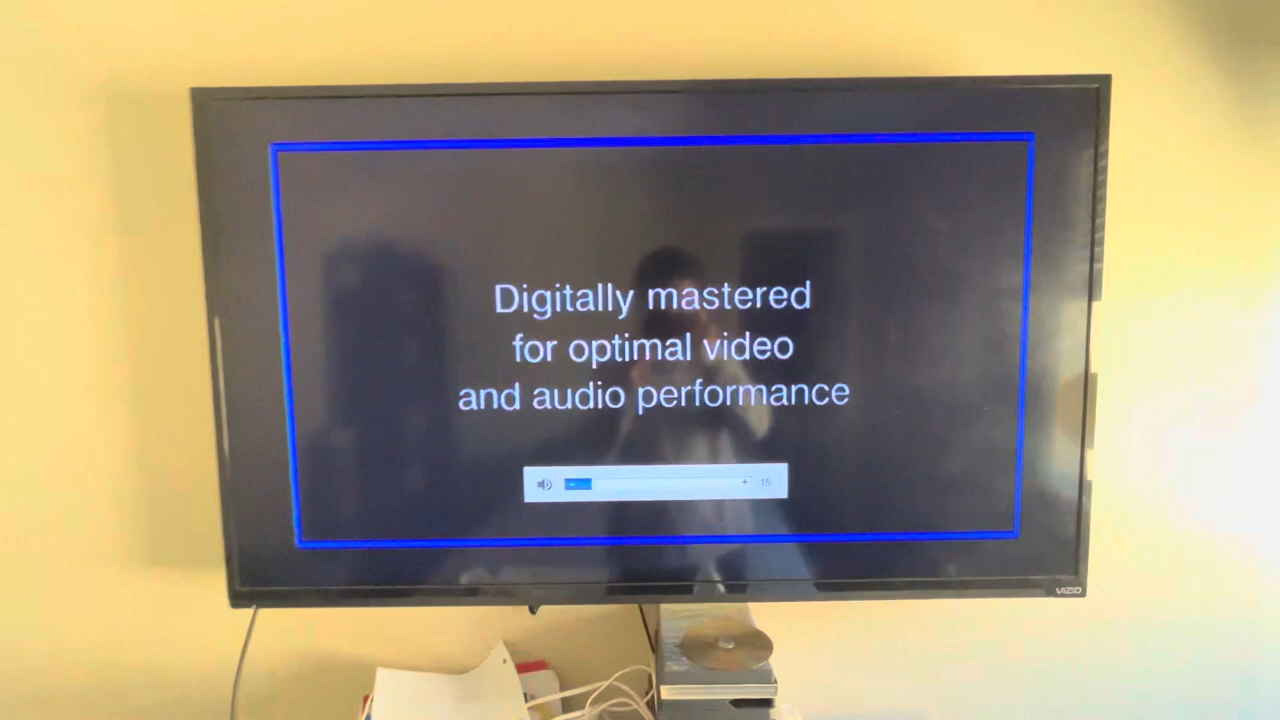 Digitally mastered
for optimal video
and audio performance
- + 15
VIZIO